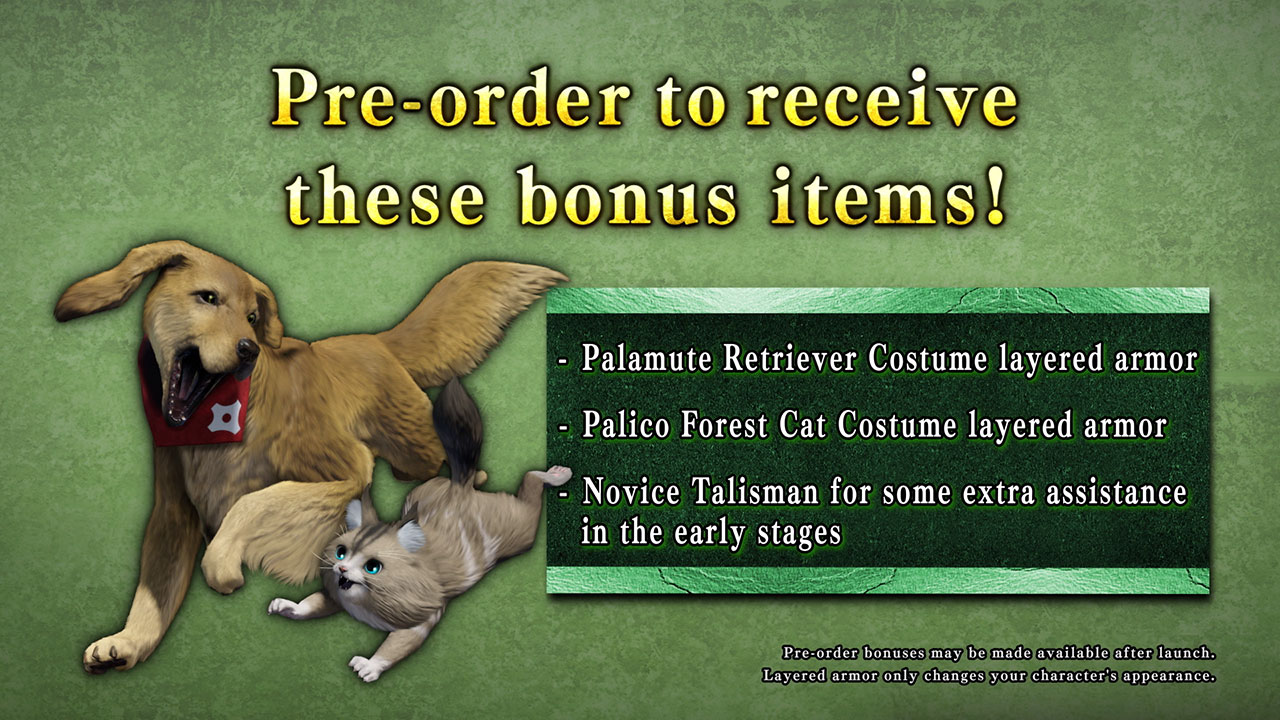 Pre-order to receive
these bonus items!
- Palamute Retriever Costume layered armor
- Palico Forest Cat Costume layered armor
- Novice Talisman for some extra assistance
in the early stages
Pre-order bonuses may be made available after launch.
Layered armor only changes your character's appearance.